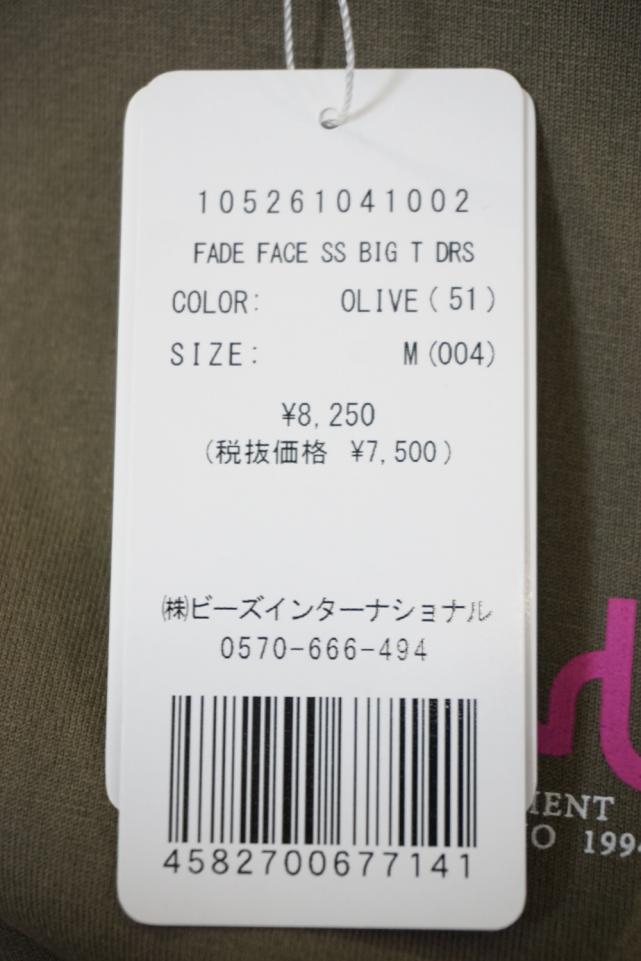 105261041002
FADE FACE SS BIG T DRS
COLOR: OLIVE(51)
SIZE: M(004)
¥8,250
(税抜価格 ¥7,500)
㈱ビーズインターナショナル
0570-666-494
4582700677141